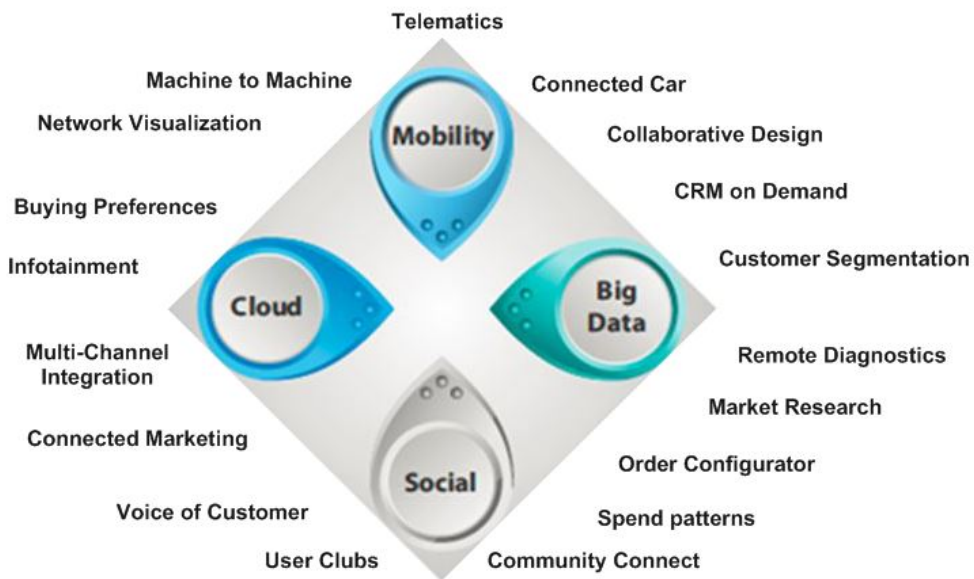 Telematics
Machine to Machine
Connected Car
Network Visualization
Mobility
Collaborative Design
CRM on Demand
Buying Preferences
Customer Segmentation
Infotainment
Cloud
Big
Data
Multi-Channel
Integration
Remote Diagnostics
Market Research
Connected Marketing
Order Configurator
Social
Voice of Customer
Spend patterns
User Clubs
Community Connect